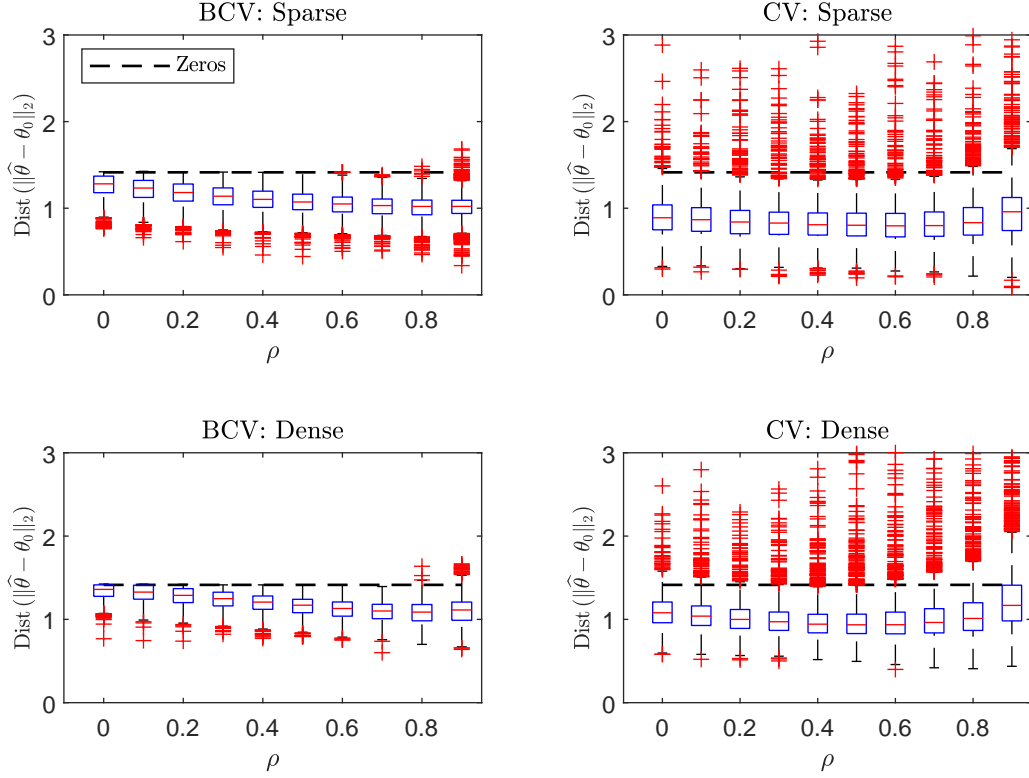 BCV: Sparse
Dist (||θ̂ − θ₀||₂)
3
2
1
0
Zeros
0 0.2 0.4 0.6 0.8
ρ
CV: Sparse
Dist (||θ̂ − θ₀||₂)
3
2
1
0
0 0.2 0.4 0.6 0.8
ρ
BCV: Dense
Dist (||θ̂ − θ₀||₂)
3
2
1
0
0 0.2 0.4 0.6 0.8
ρ
CV: Dense
Dist (||θ̂ − θ₀||₂)
3
2
1
0
0 0.2 0.4 0.6 0.8
ρ